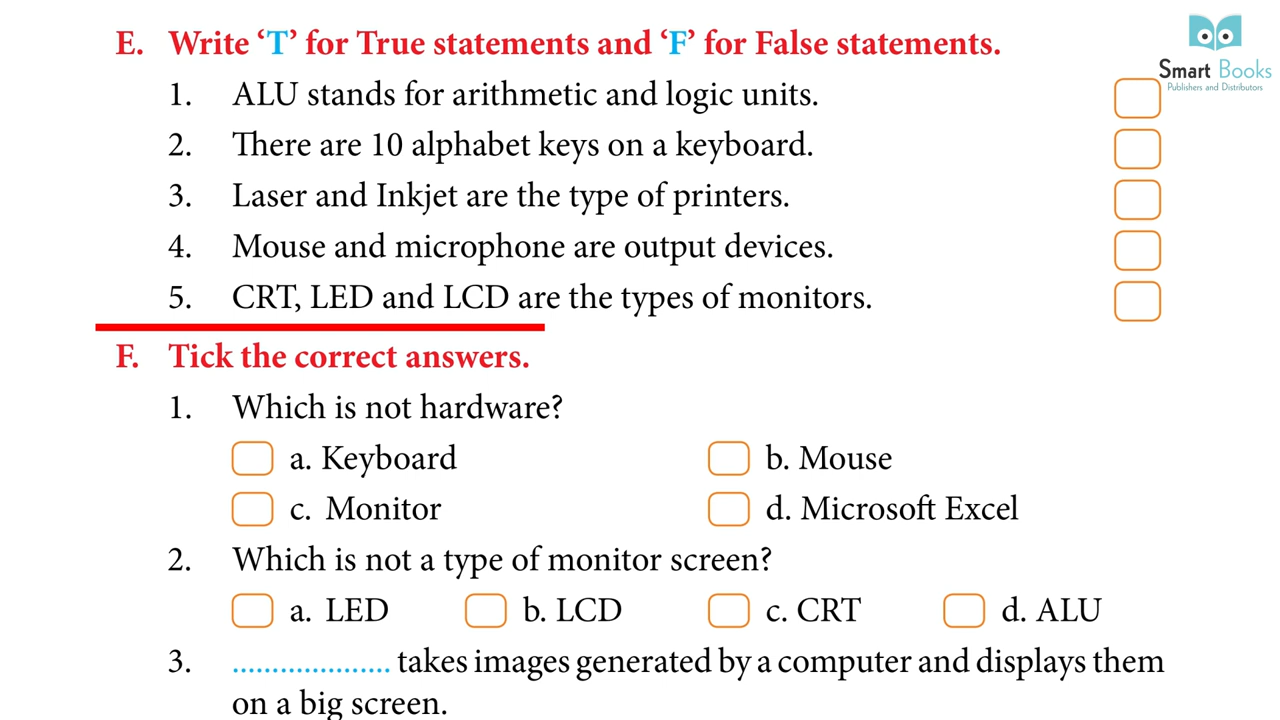 E. Write ‘T’ for True statements and ‘F’ for False statements.
Smart Books
Publishers and Distributors
1. ALU stands for arithmetic and logic units.
2. There are 10 alphabet keys on a keyboard.
3. Laser and Inkjet are the type of printers.
4. Mouse and microphone are output devices.
5. CRT, LED and LCD are the types of monitors.
F. Tick the correct answers.
1. Which is not hardware?
a. Keyboard b. Mouse
c. Monitor d. Microsoft Excel
2. Which is not a type of monitor screen?
a. LED b. LCD c. CRT d. ALU
3. .................... takes images generated by a computer and displays them
on a big screen.